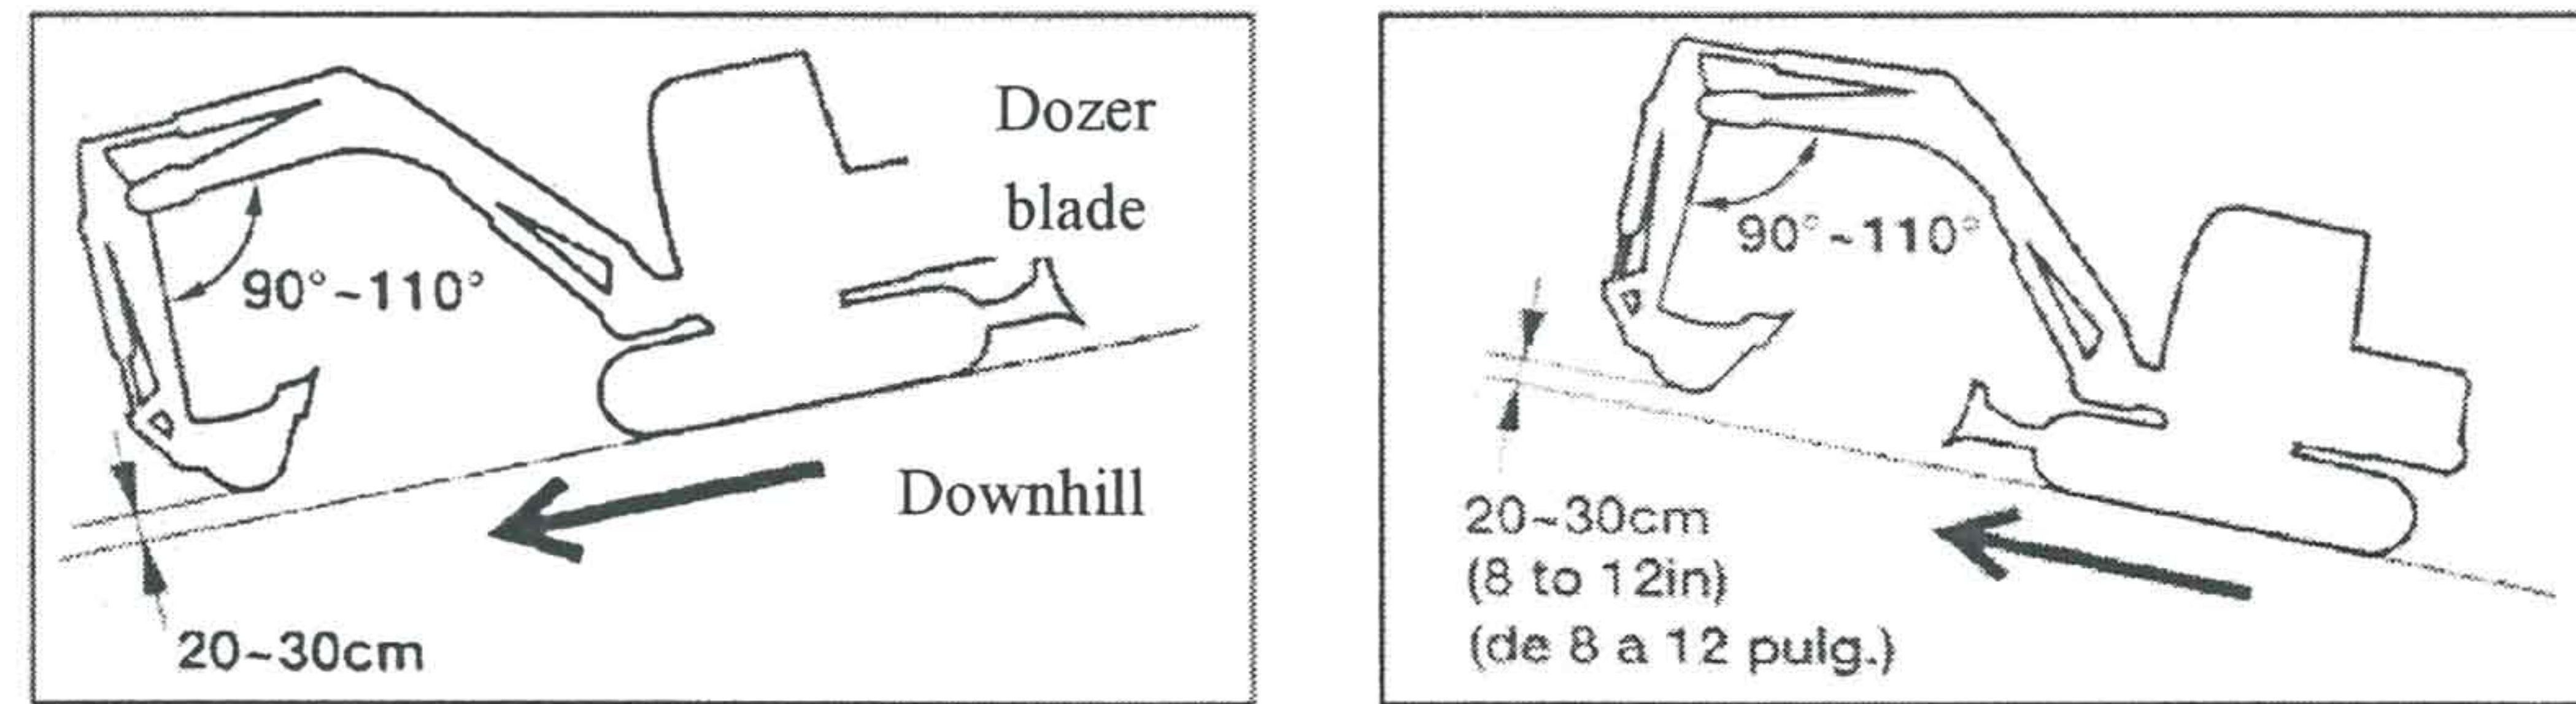 Dozer
blade
90°~110°
Downhill
20~30cm
90°~110°
20~30cm
(8 to 12in)
(de 8 a 12 pulg.)